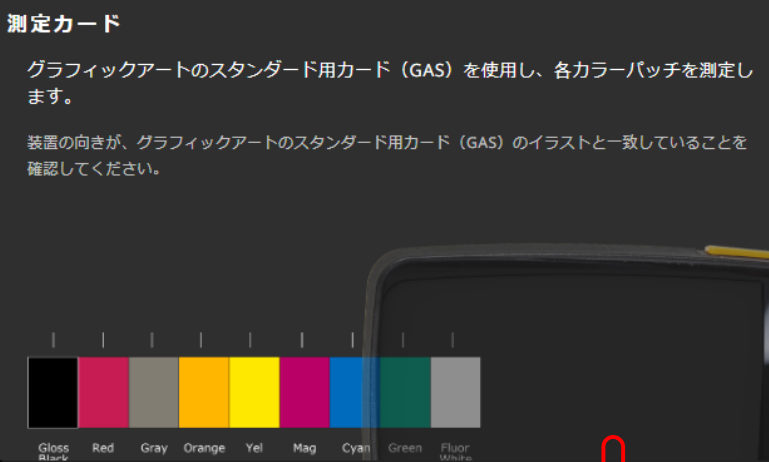 測定カード
グラフィックアートのスタンダード用カード（GAS）を使用し、各カラーパッチを測定し
ます。
装置の向きが、グラフィックアートのスタンダード用カード（GAS）のイラストと一致していることを
確認してください。
Gloss Red Gray Orange Yel Mag Cyan Green Fluor
Black White